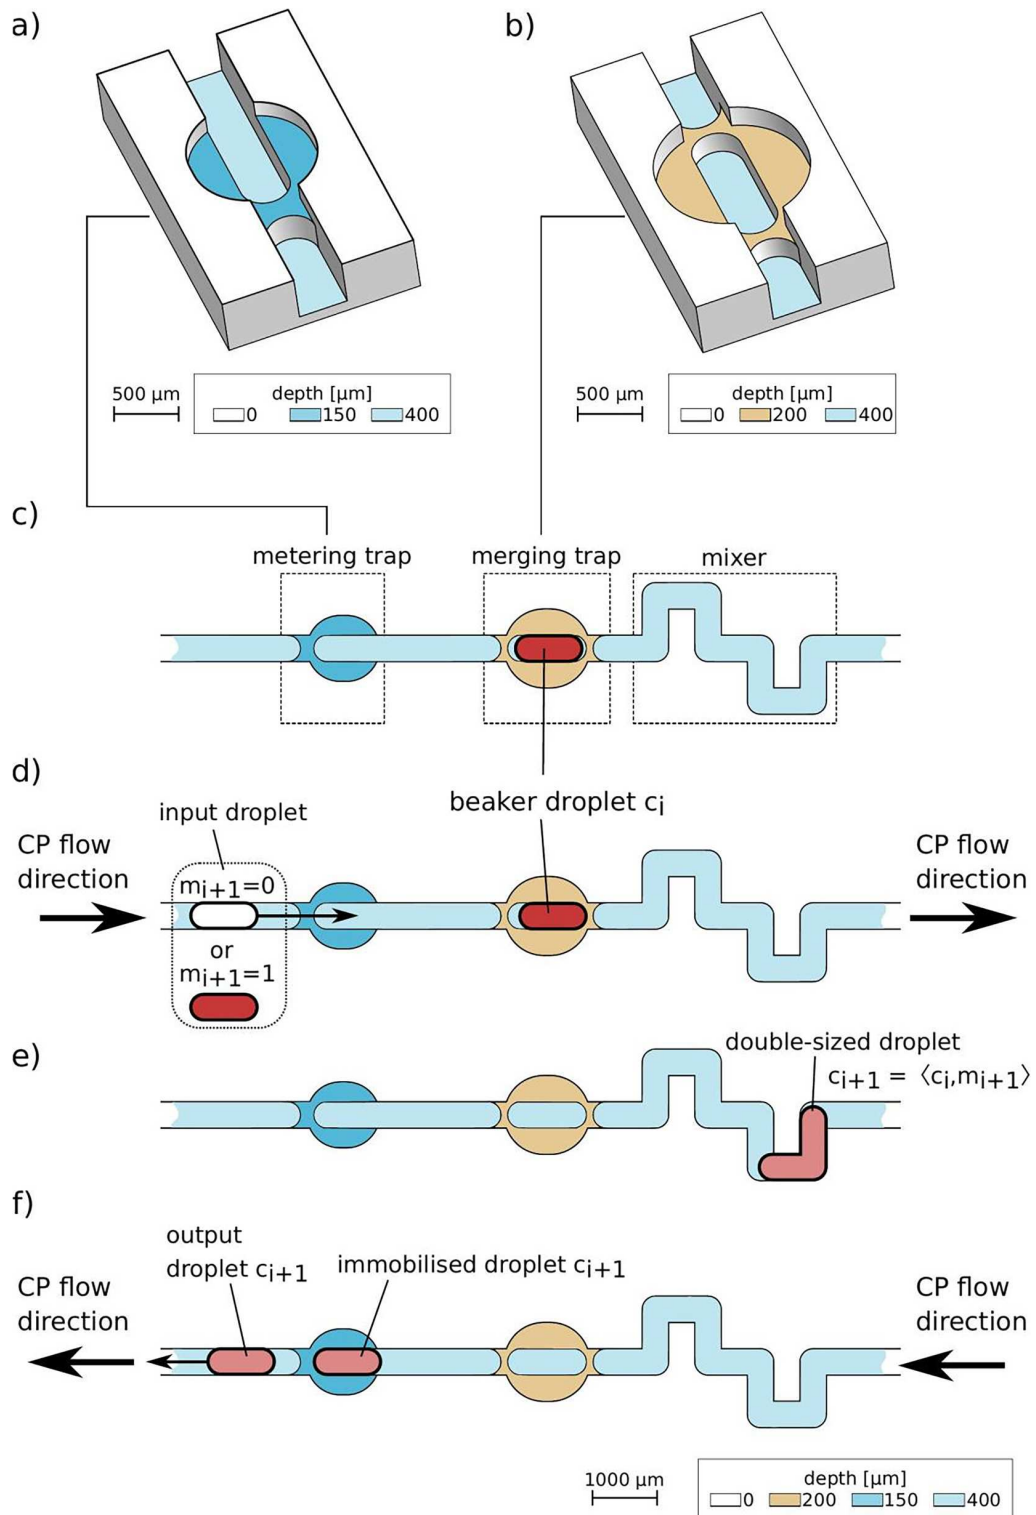 a)
b)
500 µm
depth [µm]
0 150 400
500 µm
depth [µm]
0 200 400
c)
metering trap
merging trap
mixer
d)
beaker droplet ci
input droplet
CP flow
direction
mi+1=0
or
mi+1=1
CP flow
direction
e)
double-sized droplet
ci+1 = ⟨ci,mi+1⟩
f)
output
droplet ci+1
immobilised droplet ci+1
CP flow
direction
CP flow
direction
1000 µm
depth [µm]
0 200 150 400